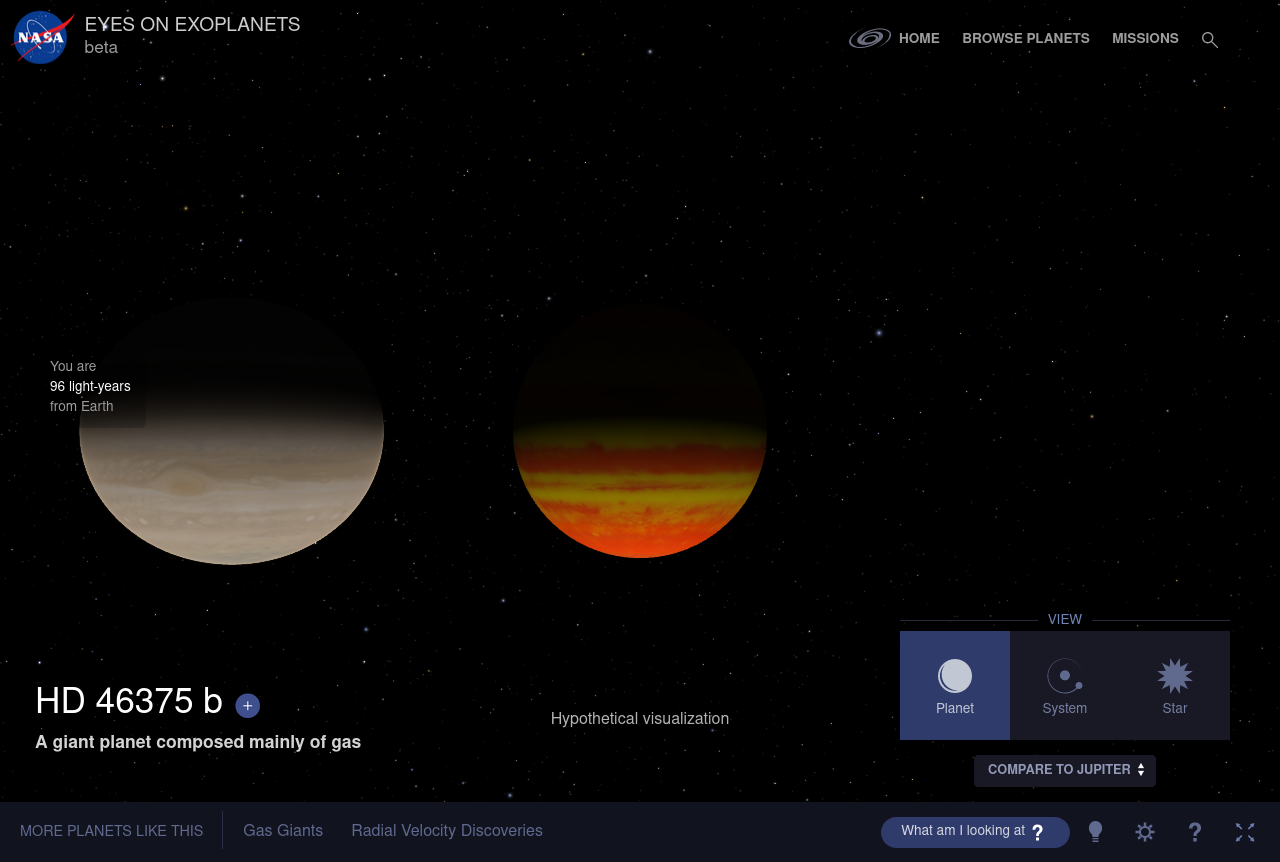 NASA
EYES ON EXOPLANETS
beta
HOME
BROWSE PLANETS
MISSIONS
You are
96 light-years
from Earth
VIEW
Planet
System
Star
HD 46375 b +
A giant planet composed mainly of gas
Hypothetical visualization
COMPARE TO JUPITER
MORE PLANETS LIKE THIS
Gas Giants
Radial Velocity Discoveries
What am I looking at ?
?